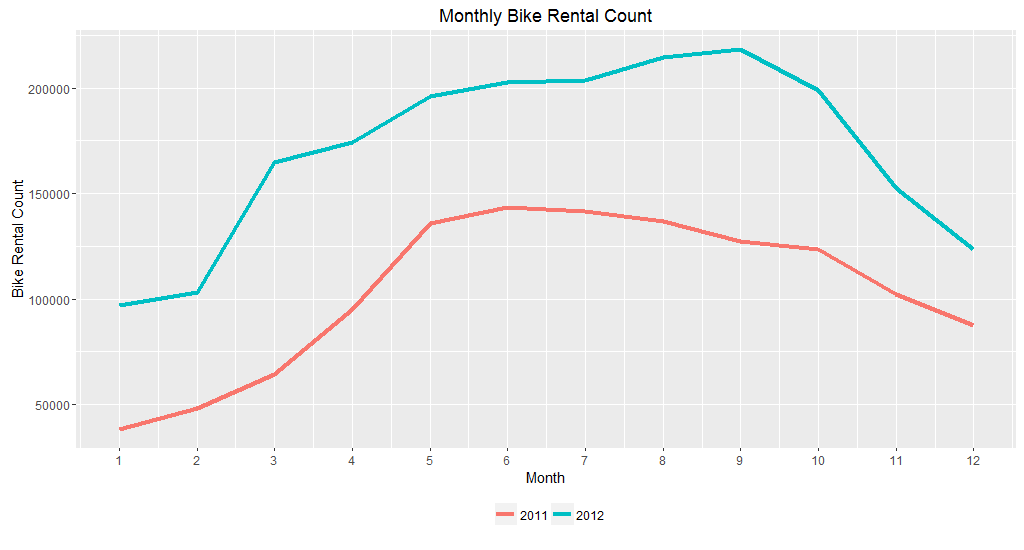 Monthly Bike Rental Count
Bike Rental Count
200000
150000
100000
50000
1 2 3 4 5 6 7 8 9 10 11 12
Month
2011 2012